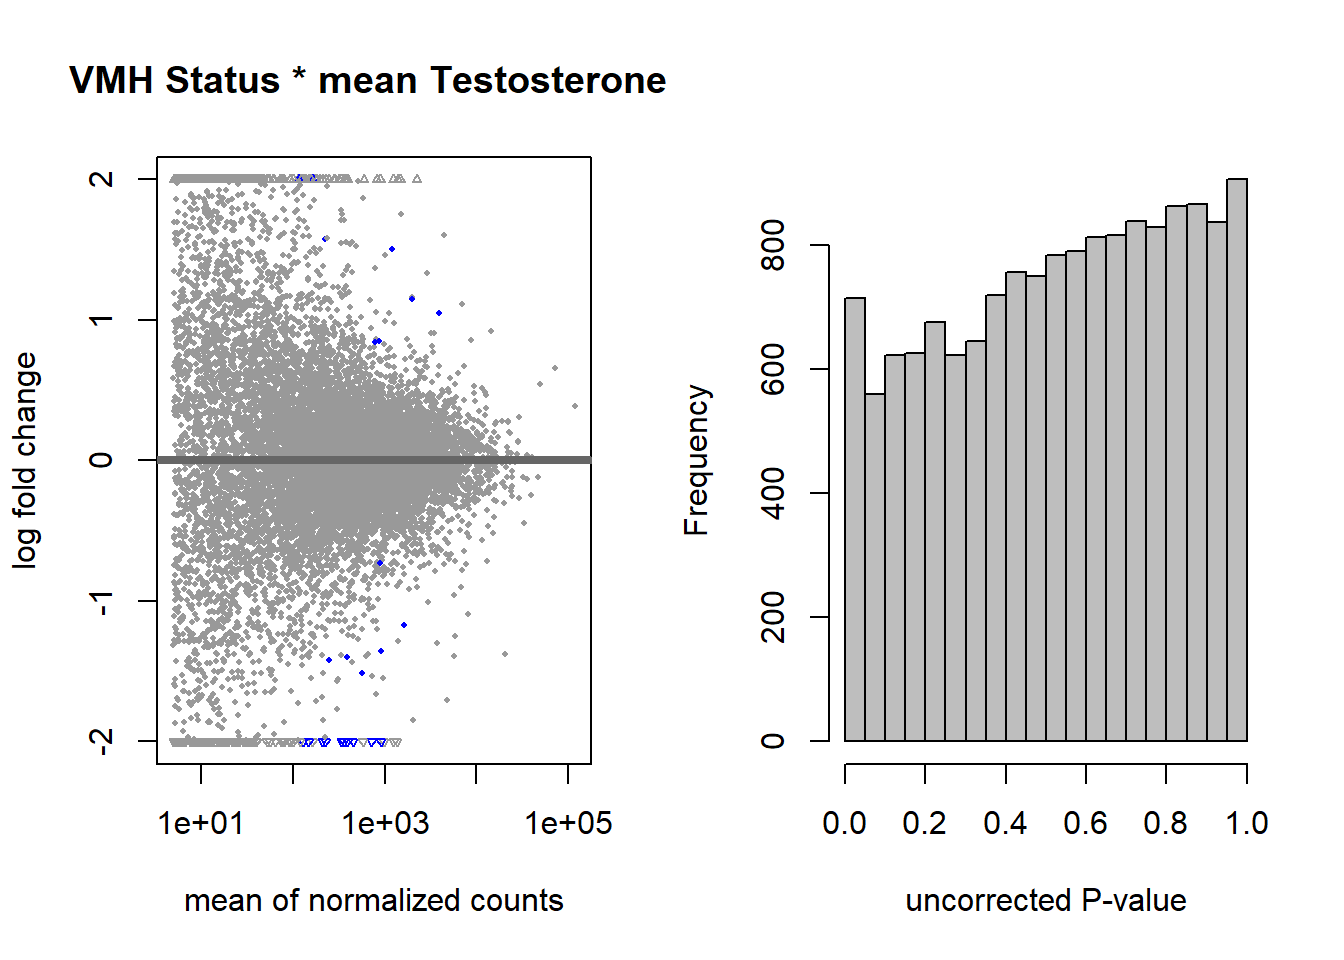 VMH Status * mean Testosterone
log fold change
2
1
0
-1
-2
1e+01 1e+03 1e+05
mean of normalized counts
Frequency
800
600
400
200
0
0.0 0.2 0.4 0.6 0.8 1.0
uncorrected P-value